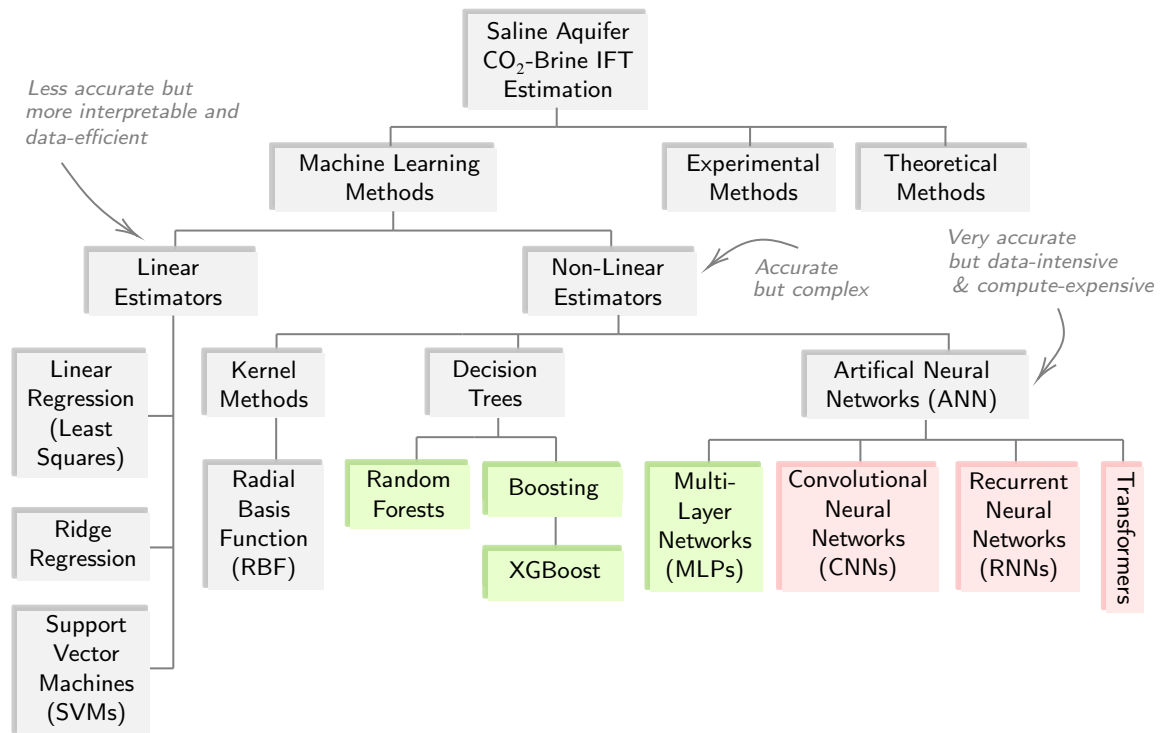 Saline Aquifer
CO₂-Brine IFT
Estimation
Less accurate but
more interpretable and
data-efficient
Machine Learning
Methods
Experimental
Methods
Theoretical
Methods
Linear
Estimators
Non-Linear
Estimators
Accurate
but complex
Very accurate
but data-intensive
& compute-expensive
Linear
Regression
(Least
Squares)
Ridge
Regression
Support
Vector
Machines
(SVMs)
Kernel
Methods
Radial
Basis
Function
(RBF)
Decision
Trees
Random
Forests
Boosting
XGBoost
Artifical Neural
Networks (ANN)
Multi-
Layer
Networks
(MLPs)
Convolutional
Neural
Networks
(CNNs)
Recurrent
Neural
Networks
(RNNs)
Transformers